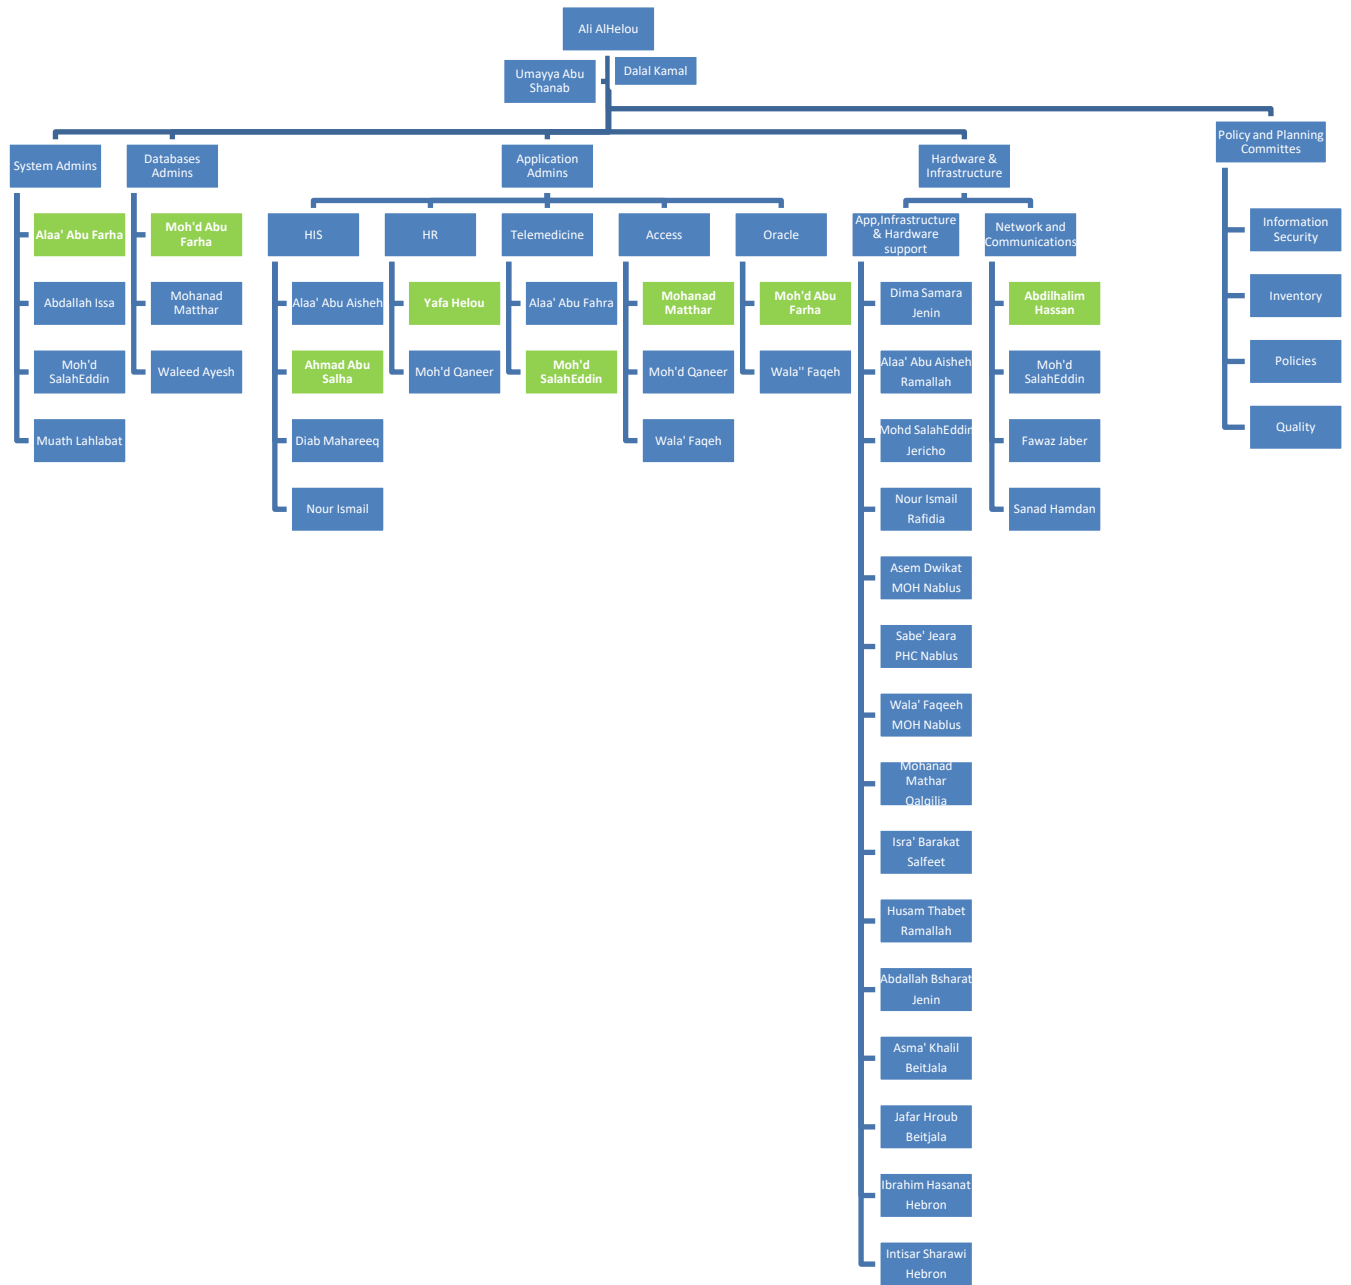 Ali AlHelou
Umayya Abu
Shanab
Dalal Kamal
System Admins
Alaa' Abu Farha
Abdallah Issa
Moh'd
SalahEddin
Muath Lahlabat
Databases
Admins
Moh'd Abu
Farha
Mohanad
Matthar
Waleed Ayesh
Application
Admins
HIS
Alaa' Abu Aisheh
Ahmad Abu
Salha
Diab Mahareeq
Nour Ismail
HR
Yafa Helou
Moh'd Qaneer
Telemedicine
Alaa' Abu Fahra
Moh'd
SalahEddin
Access
Mohanad
Matthar
Moh'd Qaneer
Wala' Faqeh
Oracle
Moh'd Abu
Farha
Wala'' Faqeh
Hardware &
Infrastructure
App,Infrastructure
& Hardware
support
Dima Samara
Jenin
Alaa' Abu Aisheh
Ramallah
Mohd SalahEddin
Jericho
Nour Ismail
Rafidia
Asem Dwikat
MOH Nablus
Sabe' Jeara
PHC Nablus
Wala' Faqeeh
MOH Nablus
Mohanad
Mathar
Qalqilia
Isra' Barakat
Salfeet
Husam Thabet
Ramallah
Abdallah Bsharat
Jenin
Asma' Khalil
BeitJala
Jafar Hroub
Beitjala
Ibrahim Hasanat
Hebron
Intisar Sharawi
Hebron
Network and
Communications
Abdilhalim
Hassan
Moh'd
SalahEddin
Fawaz Jaber
Sanad Hamdan
Policy and Planning
Committes
Information
Security
Inventory
Policies
Quality